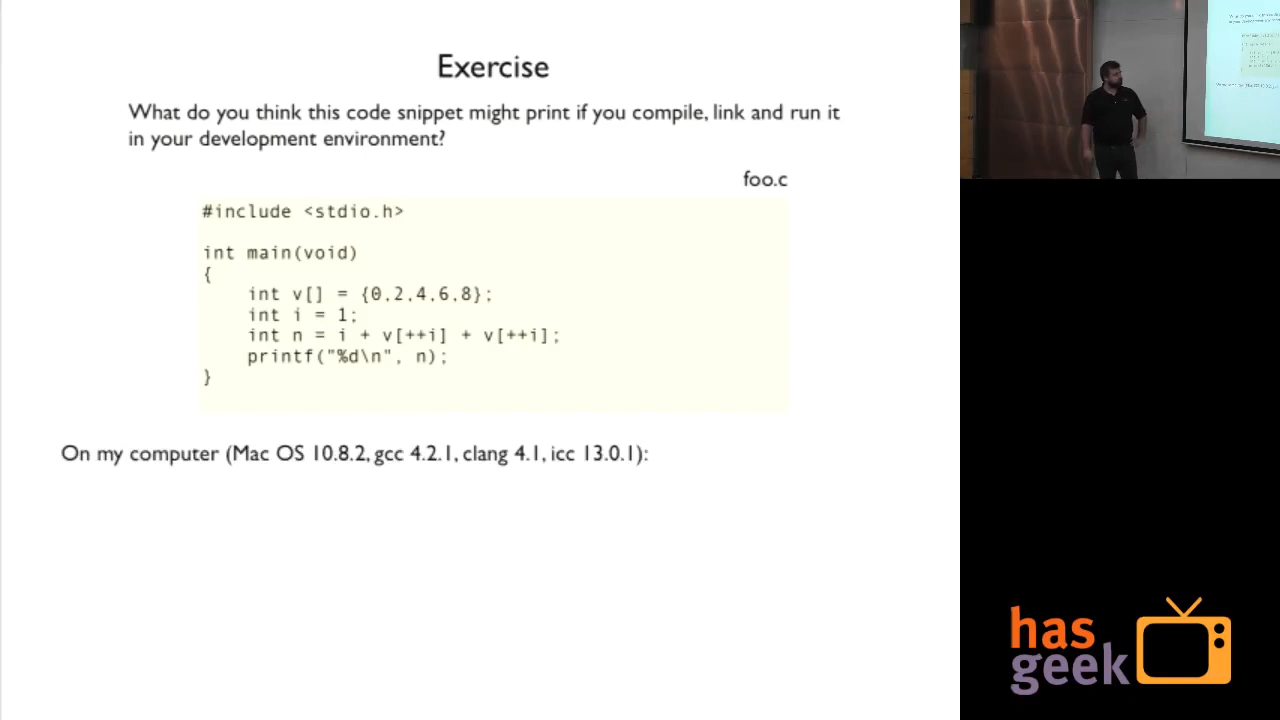 Exercise
What do you think this code snippet might print if you compile, link and run it
in your development environment?
foo.c
#include <stdio.h>
int main(void)
{
int v[] = {0,2,4,6,8};
int i = 1;
int n = i + v[++i] + v[++i];
printf("%d\n", n);
}
On my computer (Mac OS 10.8.2, gcc 4.2.1, clang 4.1, icc 13.0.1):
has
geek